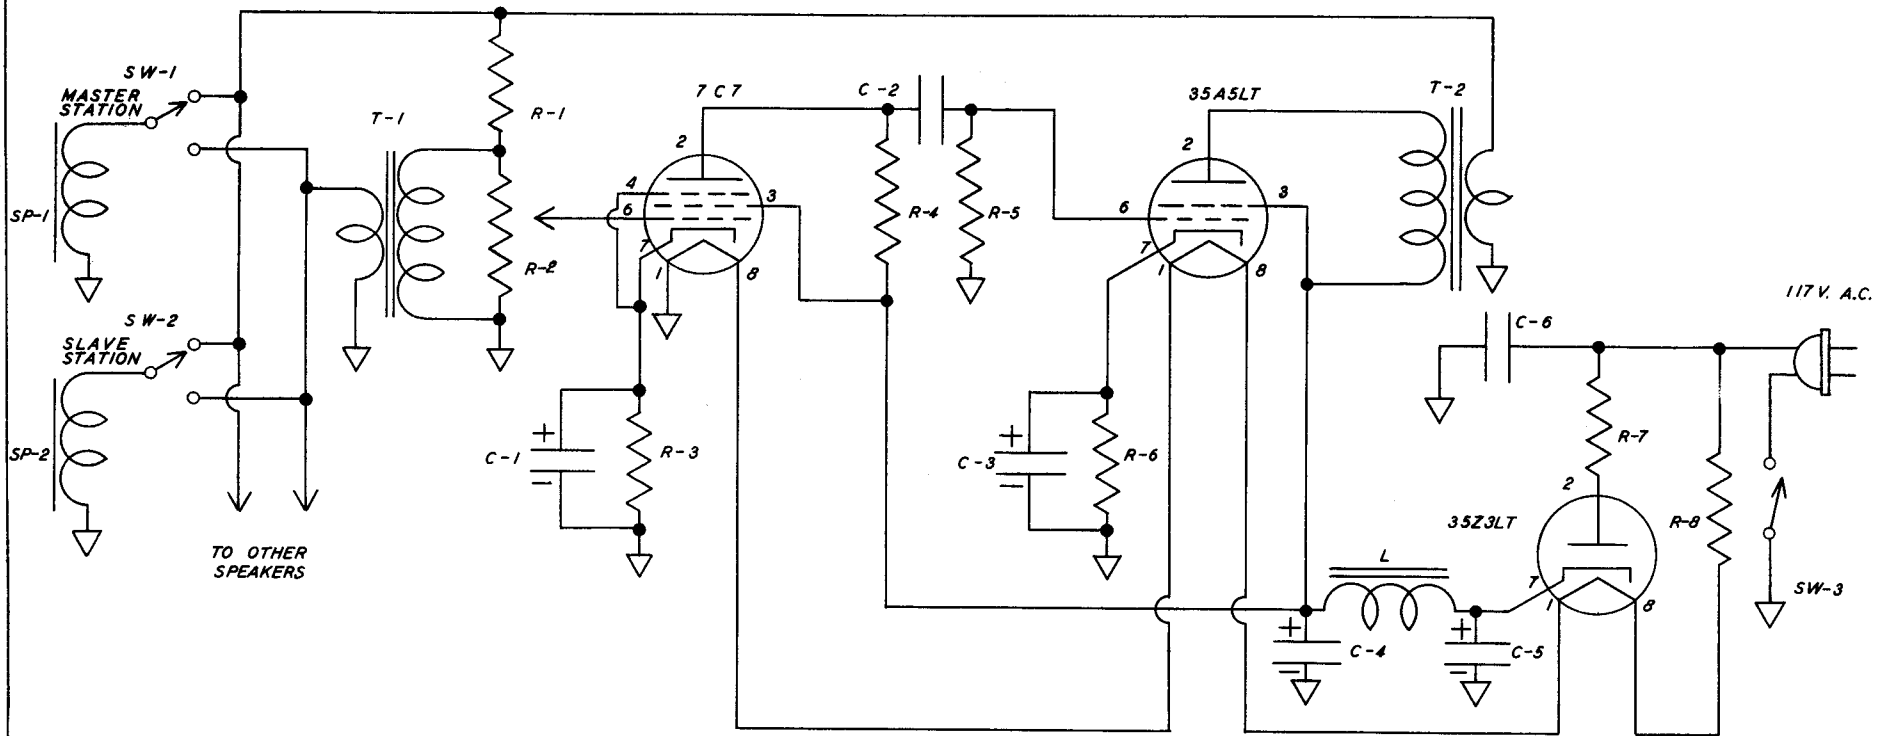 SW-1
MASTER
STATION
SP-1
T-1
R-1
R-2
7C7
2
4
6
3
7
1
8
C-2
R-4
R-5
35A5LT
2
6
3
7
1
8
T-2
117 V. A.C.
SW-2
SLAVE
STATION
SP-2
TO OTHER
SPEAKERS
+
C-1
-
R-3
+
C-3
-
R-6
C-6
R-7
2
35Z3LT
R-8
7
1
8
SW-3
L
+
C-4
-
+
C-5
-